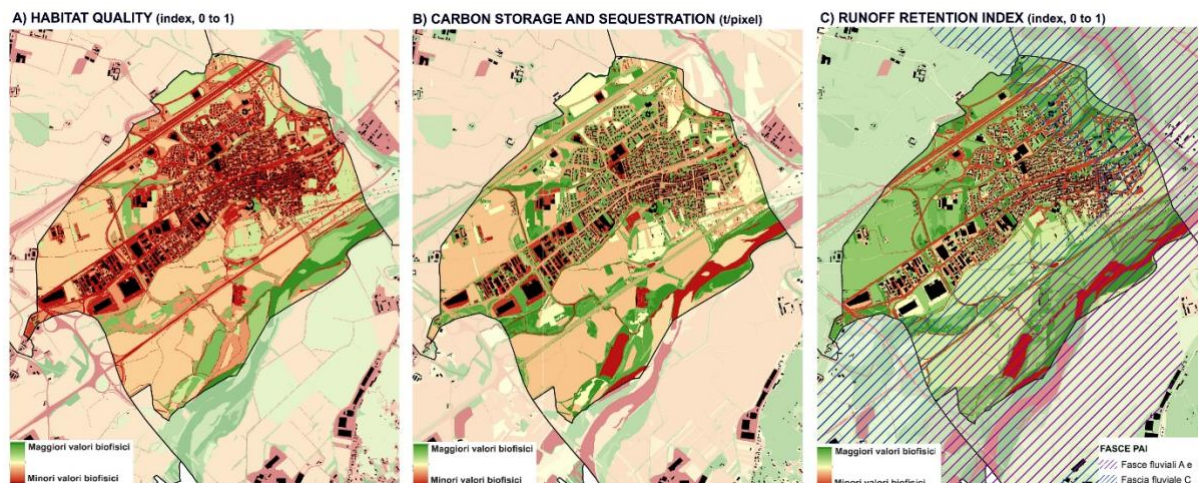 A) HABITAT QUALITY (index, 0 to 1)
Maggiori valori biofisici
Minori valori biofisici
B) CARBON STORAGE AND SEQUESTRATION (t/pixel)
Maggiori valori biofisici
Minori valori biofisici
C) RUNOFF RETENTION INDEX (index, 0 to 1)
Maggiori valori biofisici
Minori valori biofisici
FASCE PAI
Fasce fluviali A e
Fascia fluviale C